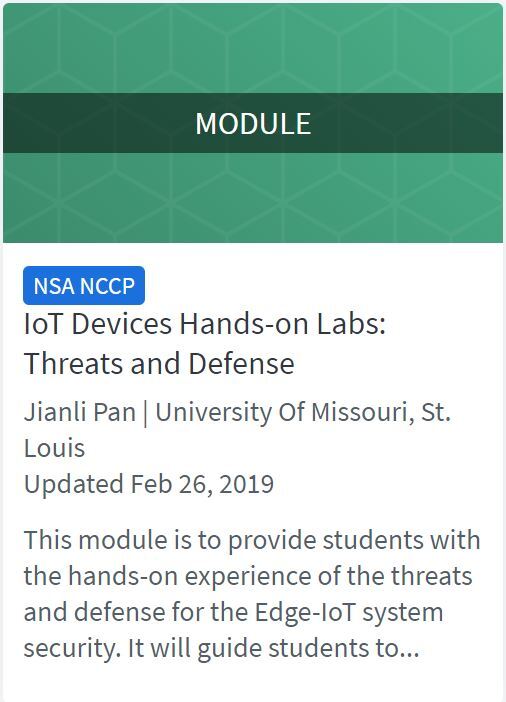 MODULE
NSA NCCP
IoT Devices Hands-on Labs:
Threats and Defense
Jianli Pan | University Of Missouri, St.
Louis
Updated Feb 26, 2019
This module is to provide students with
the hands-on experience of the threats
and defense for the Edge-IoT system
security. It will guide students to...